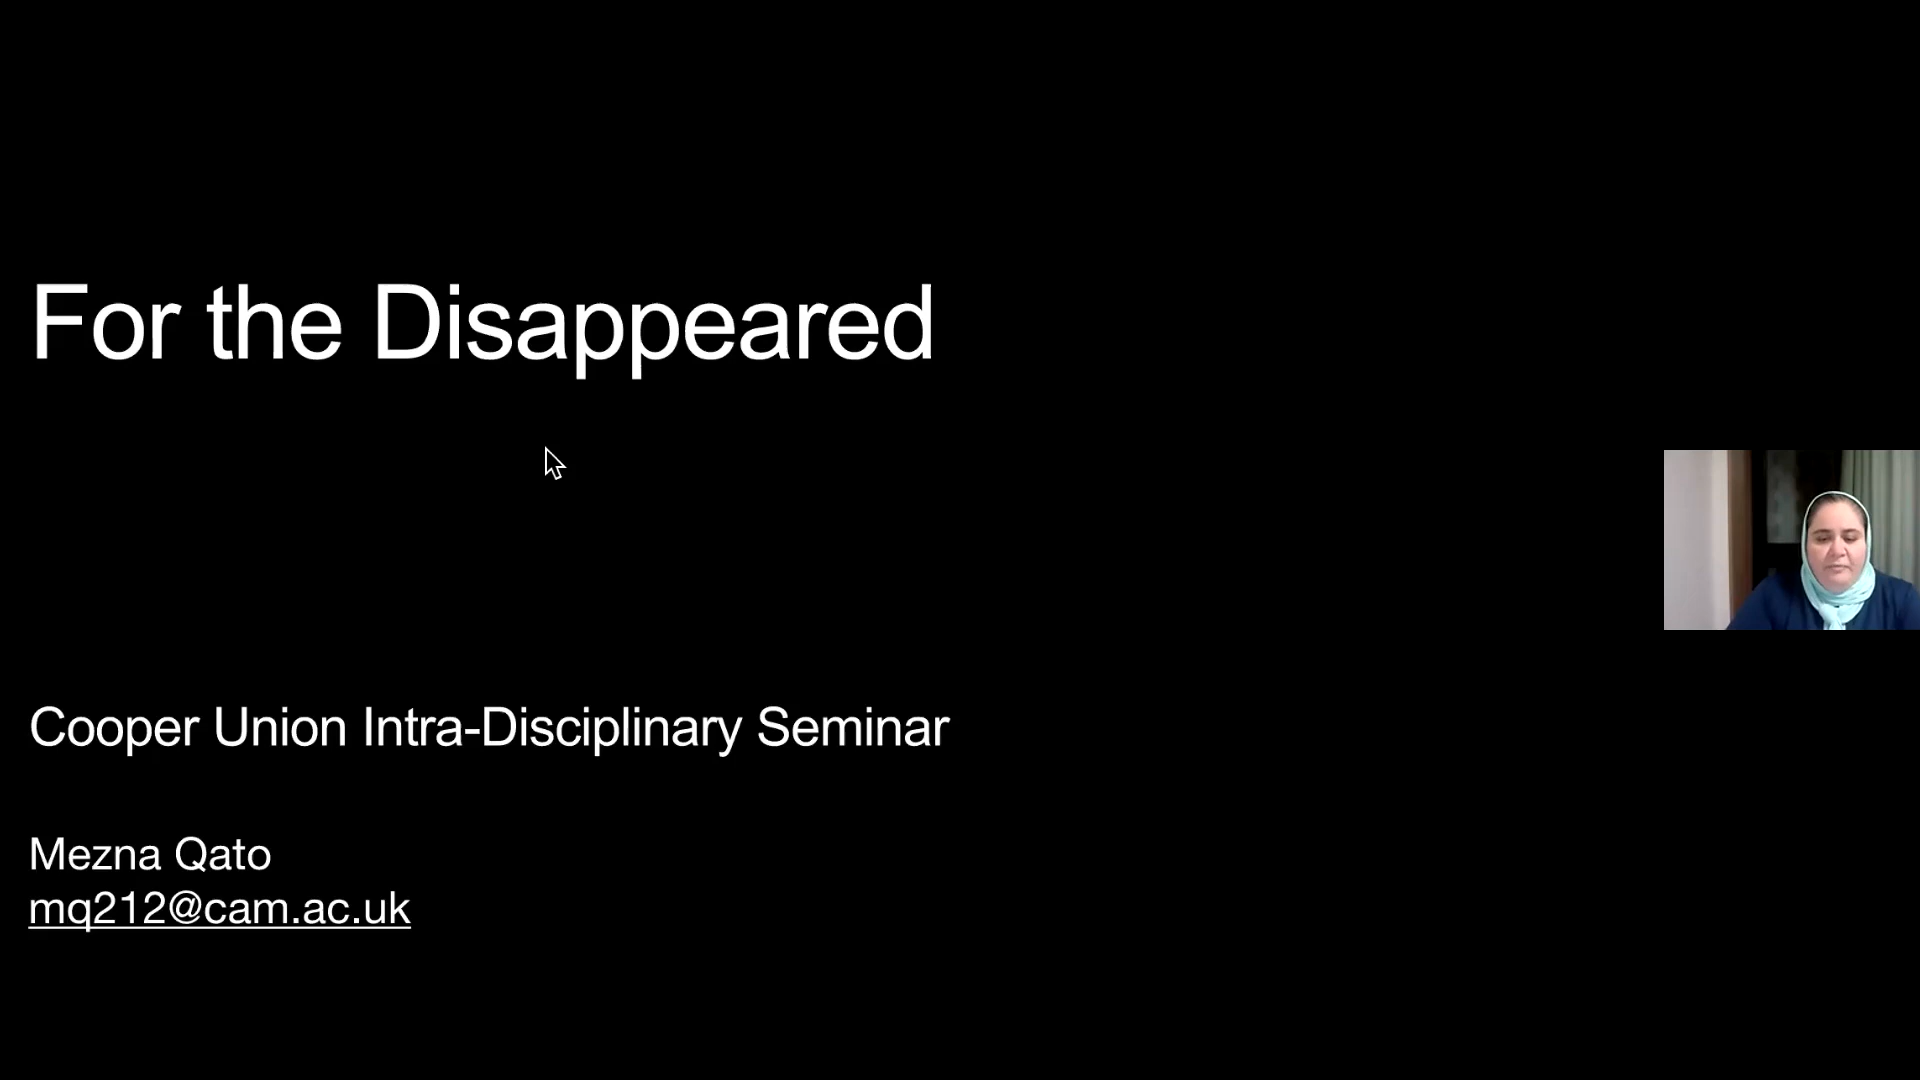 For the Disappeared
Cooper Union Intra-Disciplinary Seminar
Mezna Qato
mq212@cam.ac.uk